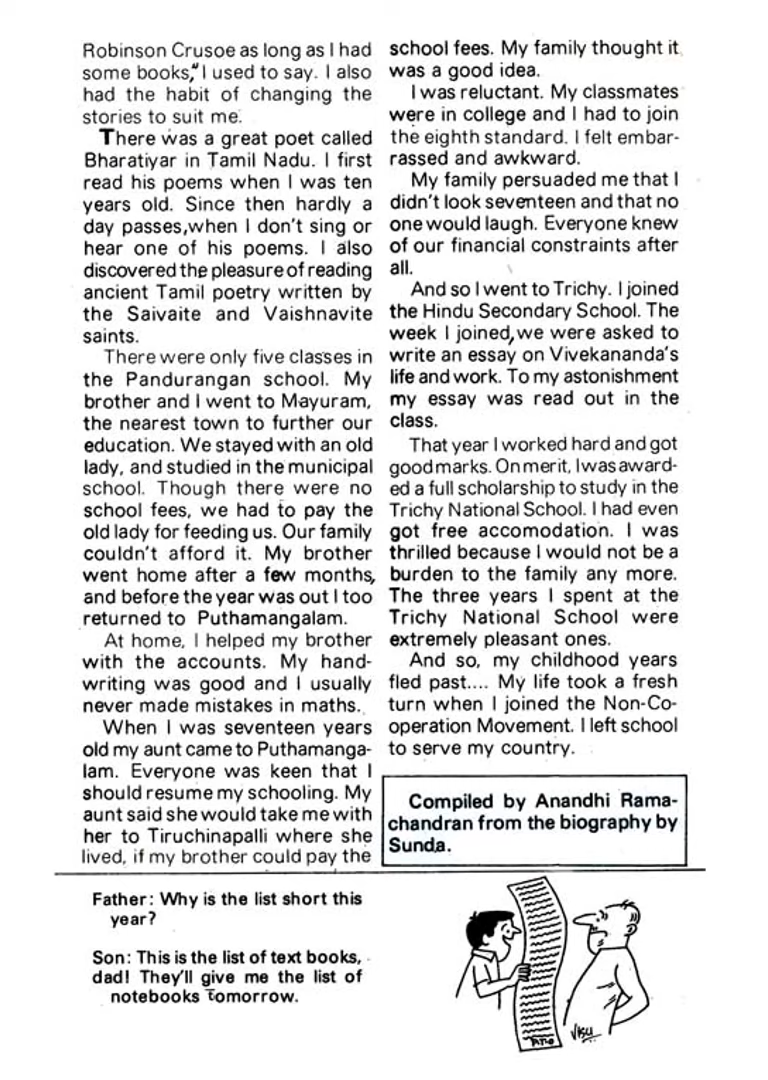 Robinson Crusoe as long as I had
some books," I used to say. I also
had the habit of changing the
stories to suit me.
There was a great poet called
Bharatiyar in Tamil Nadu. I first
read his poems when I was ten
years old. Since then hardly a
day passes,when I don't sing or
hear one of his poems. I also
discovered the pleasure of reading
ancient Tamil poetry written by
the Saivaite and Vaishnavite
saints.
There were only five classes in
the Pandurangan school. My
brother and I went to Mayuram,
the nearest town to further our
education. We stayed with an old
lady, and studied in the municipal
school. Though there were no
school fees, we had to pay the
old lady for feeding us. Our family
couldn't afford it. My brother
went home after a few months,
and before the year was out I too
returned to Puthamangalam.
At home, I helped my brother
with the accounts. My hand-
writing was good and I usually
never made mistakes in maths.
When I was seventeen years
old my aunt came to Puthamanga-
lam. Everyone was keen that I
should resume my schooling. My
aunt said she would take me with
her to Tiruchinapalli where she
lived, if my brother could pay the
school fees. My family thought it
was a good idea.
I was reluctant. My classmates
were in college and I had to join
the eighth standard. I felt embar-
rassed and awkward.
My family persuaded me that I
didn't look seventeen and that no
one would laugh. Everyone knew
of our financial constraints after
all.
And so I went to Trichy. I joined
the Hindu Secondary School. The
week I joined, we were asked to
write an essay on Vivekananda's
life and work. To my astonishment
my essay was read out in the
class.
That year I worked hard and got
good marks. On merit, I was award-
ed a full scholarship to study in the
Trichy National School. I had even
got free accomodation. I was
thrilled because I would not be a
burden to the family any more.
The three years I spent at the
Trichy National School were
extremely pleasant ones.
And so, my childhood years
fled past.... My life took a fresh
turn when I joined the Non-Co-
operation Movement. I left school
to serve my country.
Compiled by Anandhi Rama-
chandran from the biography by
Sunda.
Father: Why is the list short this
year?
Son: This is the list of text books,
dad! They'll give me the list of
notebooks tomorrow.
VISU